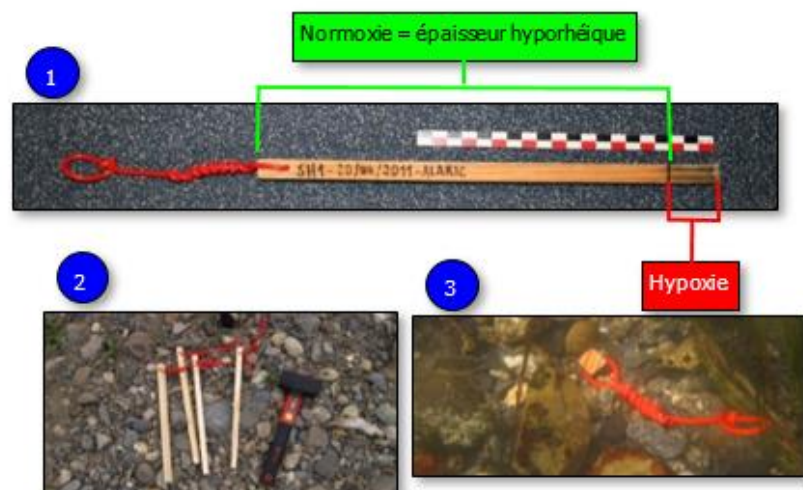 Normoxie = épaisseur hyporhéique
1
SH1 - 20/04/2011 - ALARIC
Hypoxie
2
3